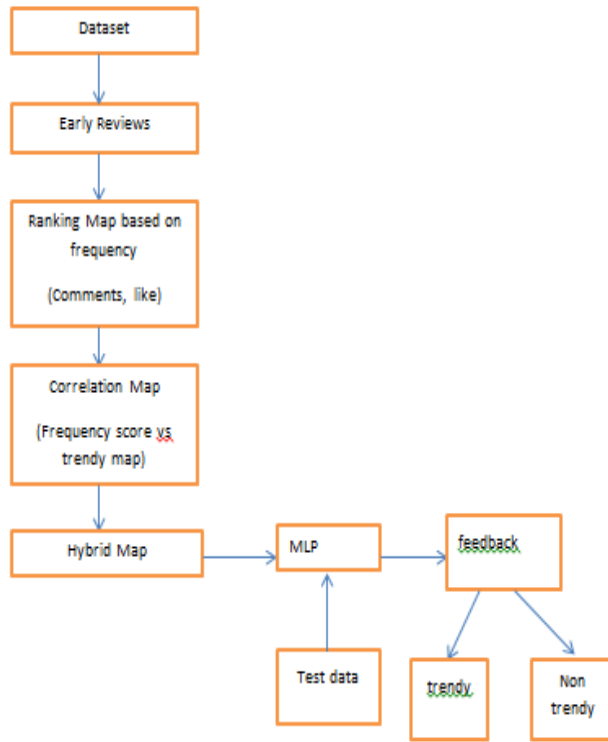 Dataset
Early Reviews
Ranking Map based on
frequency
(Comments, like)
Correlation Map
(Frequency score vs
trendy map)
Hybrid Map
MLP
feedback
Test data
trendy.
Non
trendy